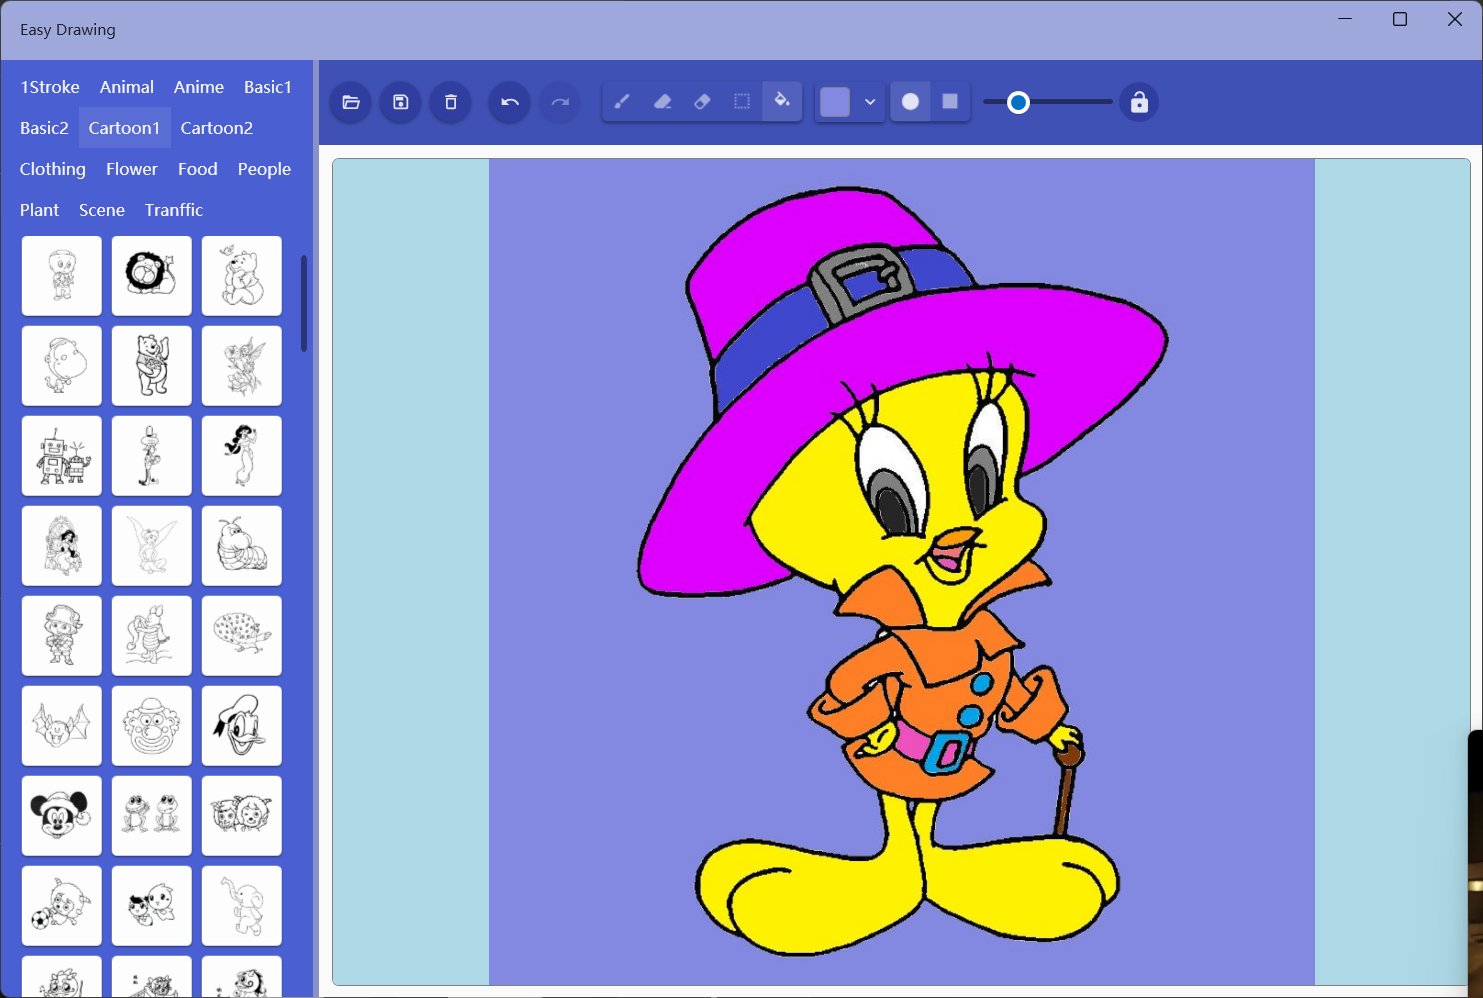 Easy Drawing
1Stroke Animal Anime Basic1
Basic2 Cartoon1 Cartoon2
Clothing Flower Food People
Plant Scene Tranffic